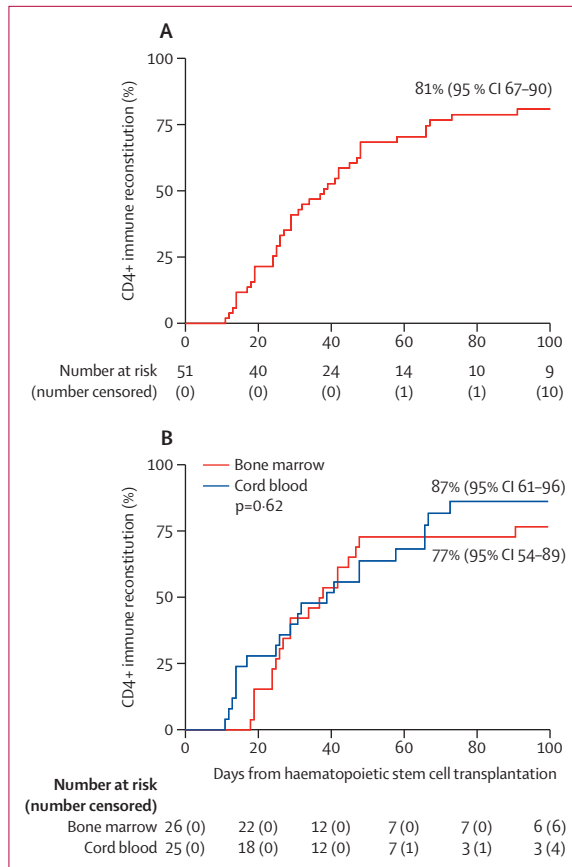 A
81% (95 % CI 67–90)
100
75
50
25
0
CD4+ immune reconstitution (%)
0 20 40 60 80 100
Number at risk 51 40 24 14 10 9
(number censored) (0) (0) (0) (1) (1) (10)
B
Bone marrow
Cord blood
p=0·62
87% (95% CI 61–96)
77% (95% CI 54–89)
100
75
50
25
0
CD4+ immune reconstitution (%)
0 20 40 60 80 100
Days from haematopoietic stem cell transplantation
Number at risk
(number censored)
Bone marrow 26 (0) 22 (0) 12 (0) 7 (0) 7 (0) 6 (6)
Cord blood 25 (0) 18 (0) 12 (0) 7 (1) 3 (1) 3 (4)